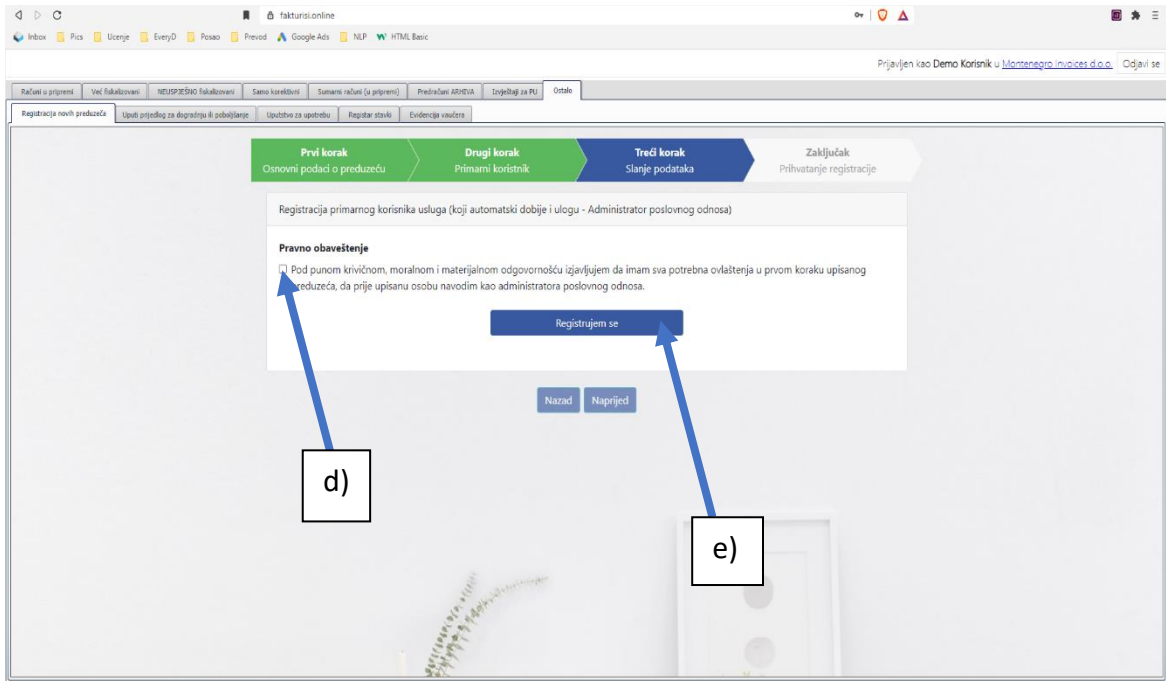 fakturisi.online
Inbox Pics Ucenje EveryD Posao Prevod Google Ads NLP HTML Basic
Prijavljen kao Demo Korisnik u Montenegro invoices d.o.o. Odjavi se
Računi u pripremi Već fiskalizovani NEUSPJEŠNO fiskalizovani Samo korektivni Sumarni računi (u pripremi) Predračuni ARHIVA Izvještaji za PU Ostalo
Registracija novih preduzeća Uputi prijedlog za dogradnju ili poboljšanje Uputstvo za upotrebu Registar stavki Evidencija vaučera
Prvi korak Drugi korak Treći korak Zaključak
Osnovni podaci o preduzeću Primarni koristnik Slanje podataka Prihvatanje registracije
Registracija primarnog korisnika usluga (koji automatski dobije i ulogu - Administrator poslovnog odnosa)
Pravno obaveštenje
Pod punom krivičnom, moralnom i materijalnom odgovornošću izjavljujem da imam sva potrebna ovlaštenja u prvom koraku upisanog
preduzeća, da prije upisanu osobu navodim kao administratora poslovnog odnosa.
Registrujem se
Nazad Naprijed
d)
e)